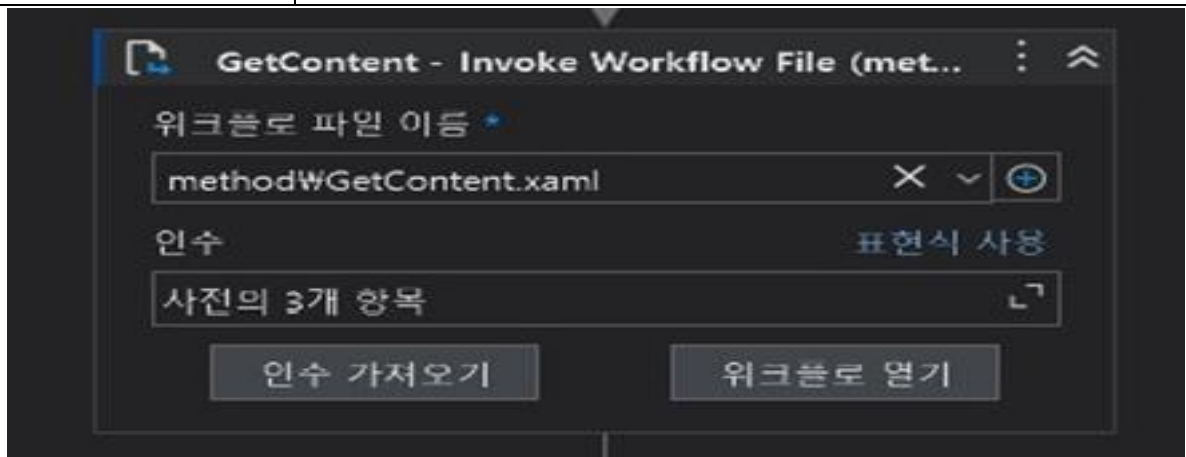 GetContent - Invoke Workflow File (met...
워크플로 파일 이름 *
method₩GetContent.xaml
인수
표현식 사용
사전의 3개 항목
인수 가져오기
워크플로 열기